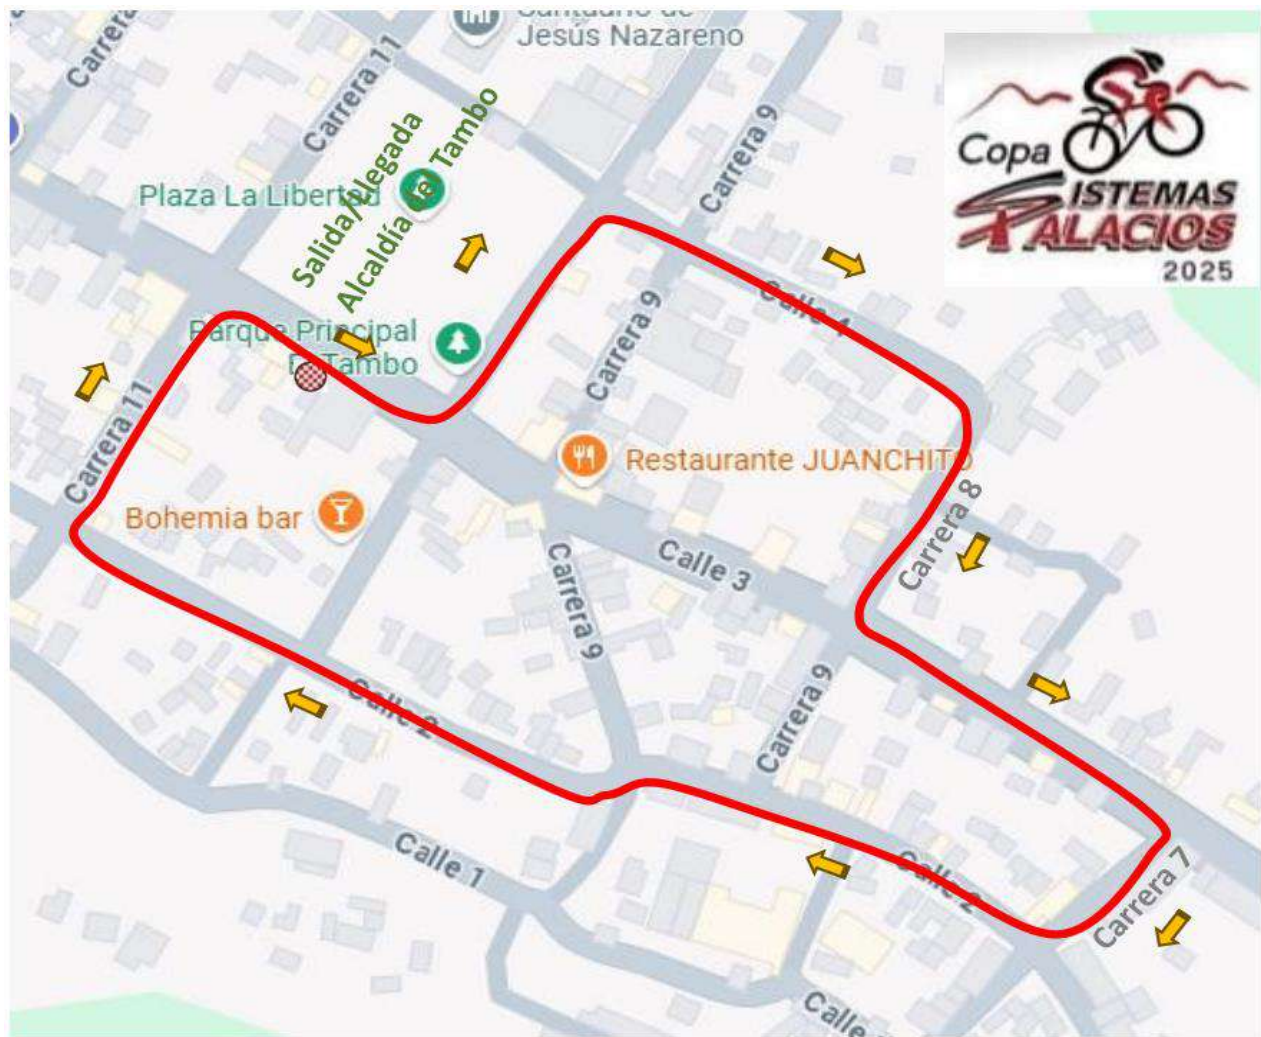 Santuario de
Jesús Nazareno
Carrera
Carrera 11
Carrera 9
Plaza La Libertad
Salida/Llegada
Alcaldía del Tambo
Copa
SISTEMAS
PALACIOS
2025
Calle 4
Carrera 9
Parque Principal
El Tambo
Carrera 11
Restaurante JUANCHITO
Bohemia bar
Carrera 8
Calle 3
Carrera 9
Carrera 9
Calle 2
Calle 1
Calle 2
Carrera 7
Calle